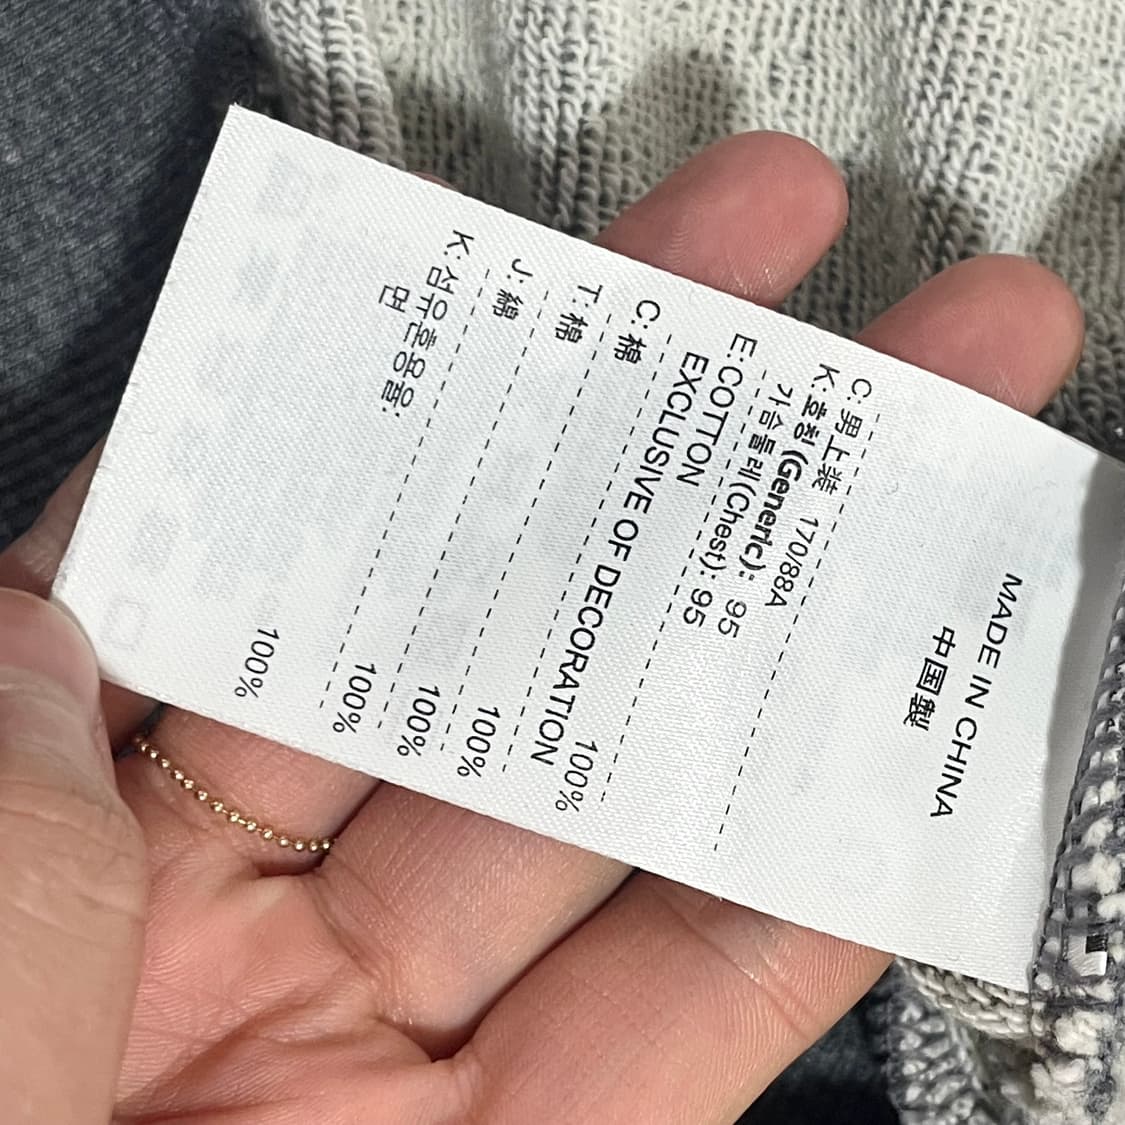 MADE IN CHINA
中国製
C: 男上装 170/88A
K: 호칭(Generic): 95
가슴둘레(Chest): 95
E:COTTON 100%
EXCLUSIVE OF DECORATION
C: 棉 100%
T: 棉 100%
J: 綿 100%
K: 섬유혼용율:
면 100%